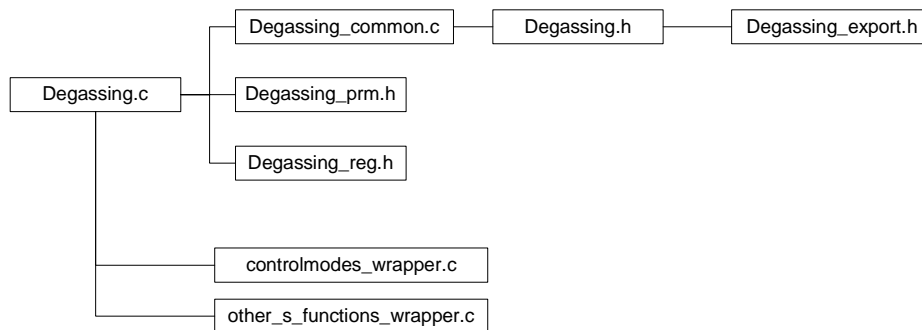 Degassing_common.c
Degassing.h
Degassing_export.h
Degassing.c
Degassing_prm.h
Degassing_reg.h
controlmodes_wrapper.c
other_s_functions_wrapper.c